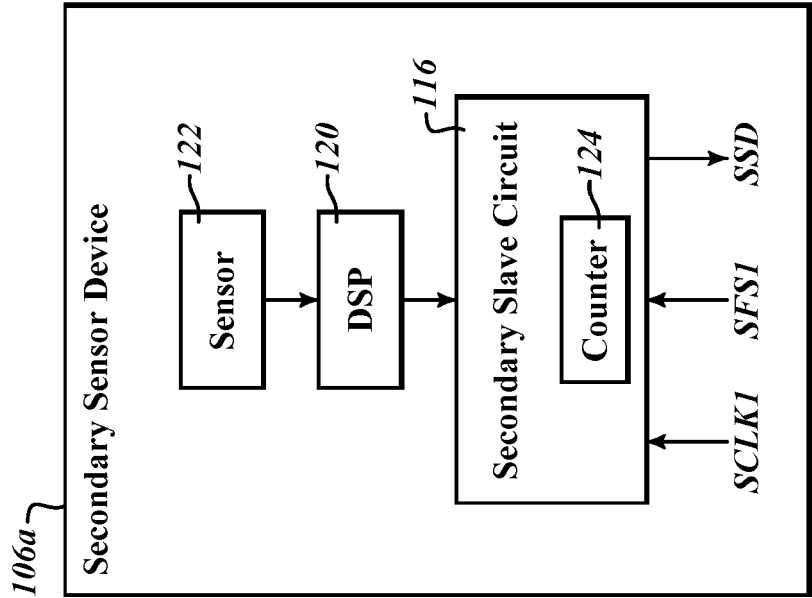 106a
Secondary Sensor Device
122
Sensor
120
DSP
116
Secondary Slave Circuit
124
Counter
SCLK1
SFS1
SSD